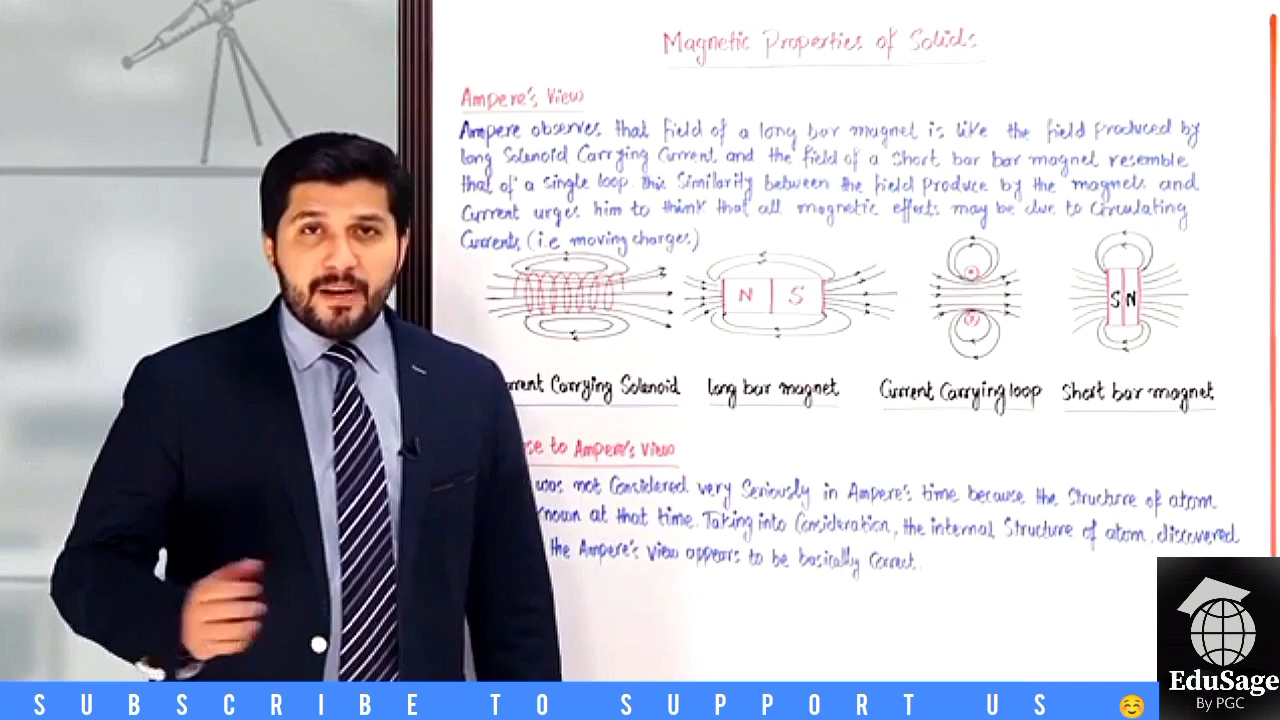 Magnetic Properties of Solids
Ampere's View
Ampere observes that field of a long bar magnet is like the field produced by
long Solenoid Carrying Current and the field of a short bar bar magnet resemble
that of a single loop. This Similarity between the field Produce by the magnets and
Current urges him to think that all magnetic effects may be due to Circulating
Currents (i.e moving charges)
N S
S N
Carrying Solenoid
long bar magnet
Current Carrying loop
Short bar magnet
to Ampere's View
was not Considered very Seriously in Ampere's time because the Structure of atom
at that time. Taking into Consideration, the internal Structure of atom, discovered
the Ampere's view appears to be basically Correct.
EduSage
By PGC
SUBSCRIBE TO SUPPORT US ☺